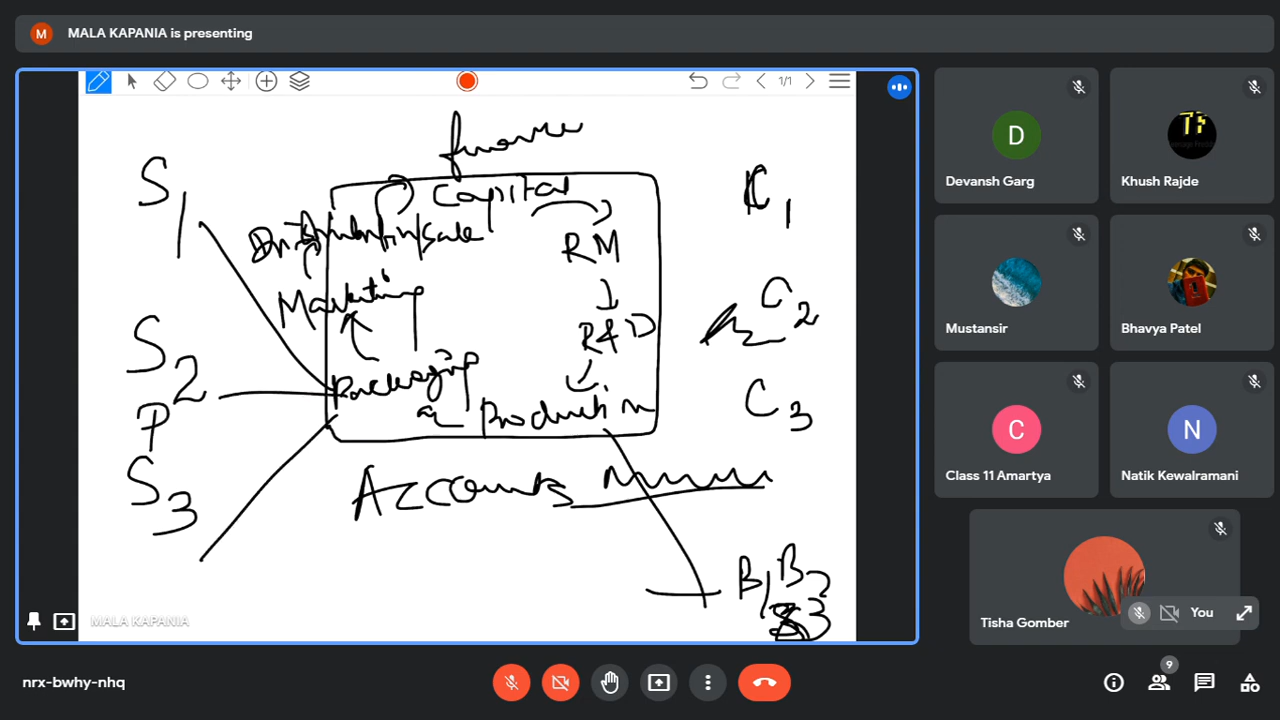 M
MALA KAPANIA is presenting
1/1
finance
S1
Capital
C1
Distribution/sale
RM
Marketing
C2
R&D
S2
Packaging
Production
C3
P
S3
Accounts
B1 B2
B3
MALA KAPANIA
D
Devansh Garg
Khush Rajde
Mustansir
Bhavya Patel
C
Class 11 Amartya
N
Natik Kewalramani
Tisha Gomber
You
nrx-bwhy-nhq
9